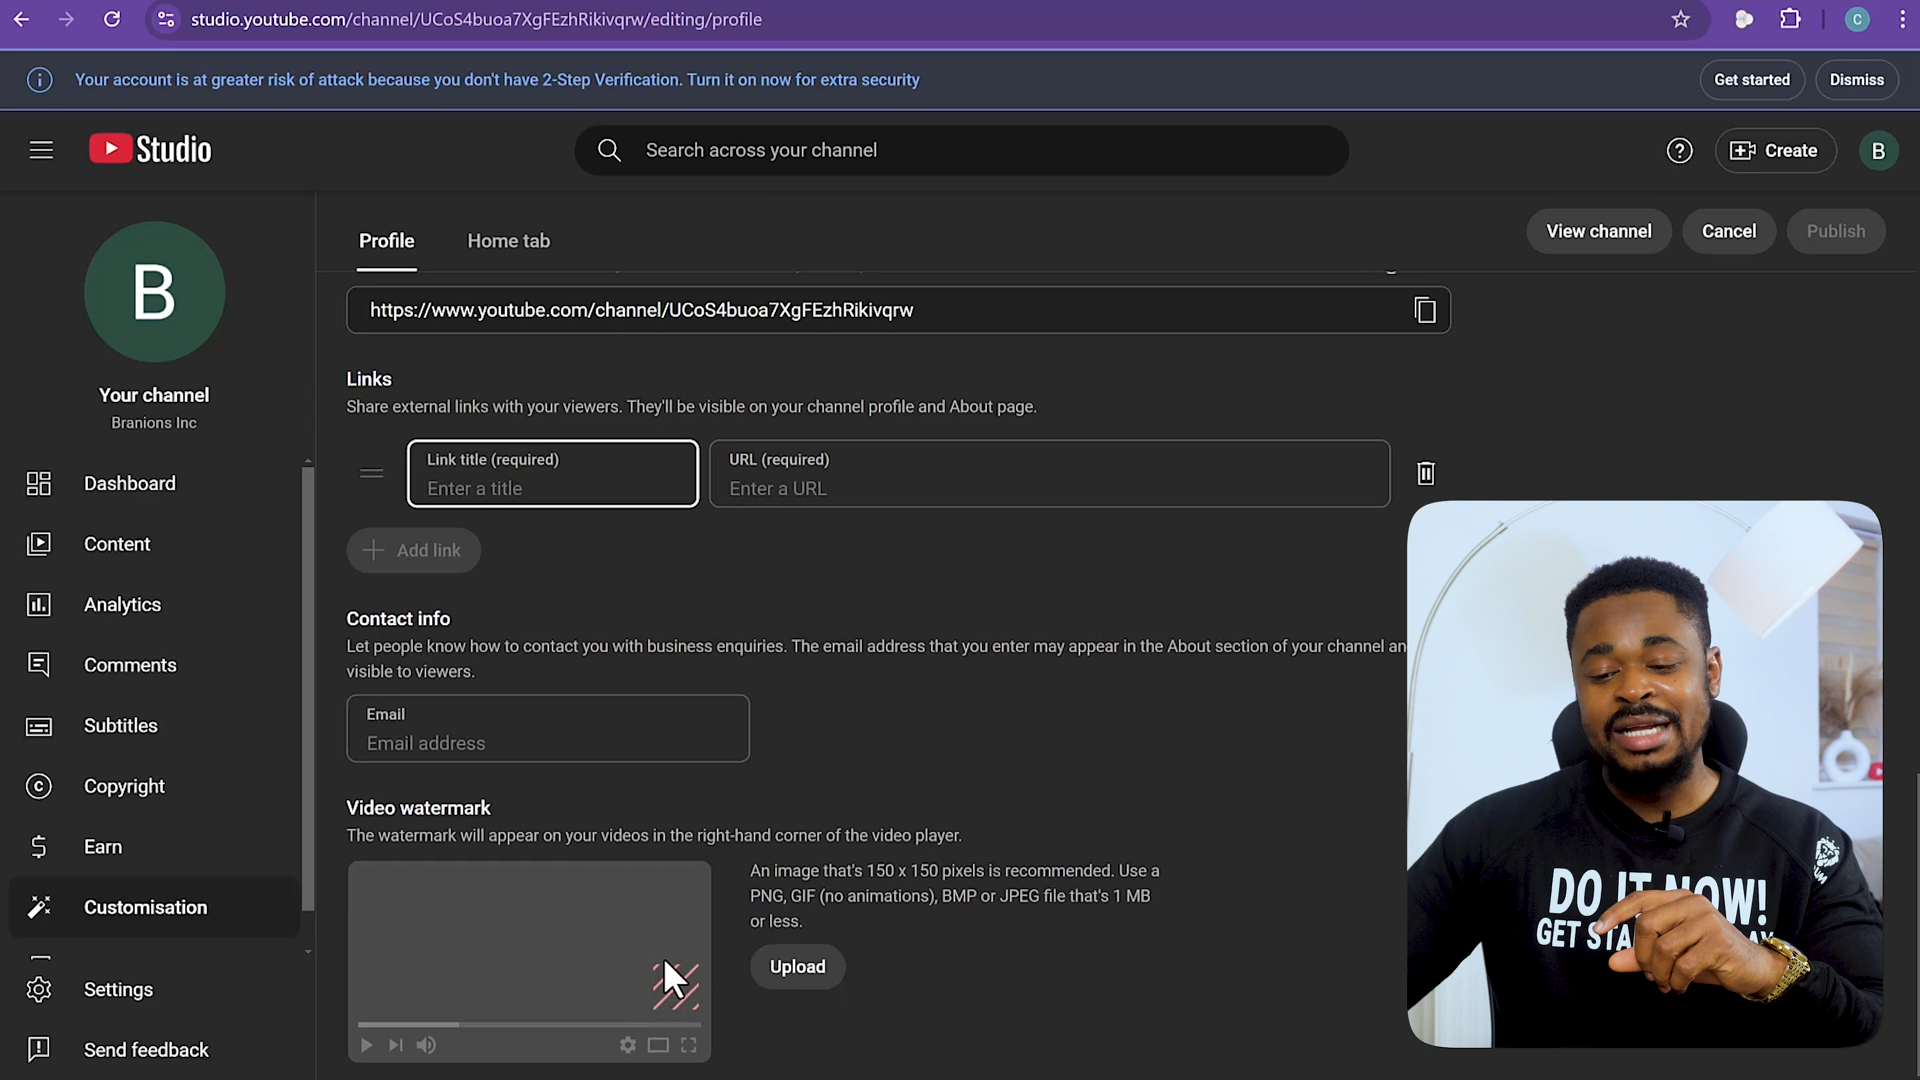 studio.youtube.com/channel/UCoS4buoa7XgFEzhRikivqrw/editing/profile
C
Your account is at greater risk of attack because you don't have 2-Step Verification. Turn it on now for extra security
Get started
Dismiss
Studio
Search across your channel
Create
B
B
Your channel
Branions Inc
Dashboard
Content
Analytics
Comments
Subtitles
Copyright
Earn
Customisation
Settings
Send feedback
Profile
Home tab
View channel
Cancel
Publish
https://www.youtube.com/channel/UCoS4buoa7XgFEzhRikivqrw
Links
Share external links with your viewers. They'll be visible on your channel profile and About page.
Link title (required)
Enter a title
URL (required)
Enter a URL
Add link
Contact info
Let people know how to contact you with business enquiries. The email address that you enter may appear in the About section of your channel
visible to viewers.
Email
Email address
Video watermark
The watermark will appear on your videos in the right-hand corner of the video player.
An image that's 150 x 150 pixels is recommended. Use a
PNG, GIF (no animations), BMP or JPEG file that's 1 MB
or less.
Upload
DO IT NOW!
GET